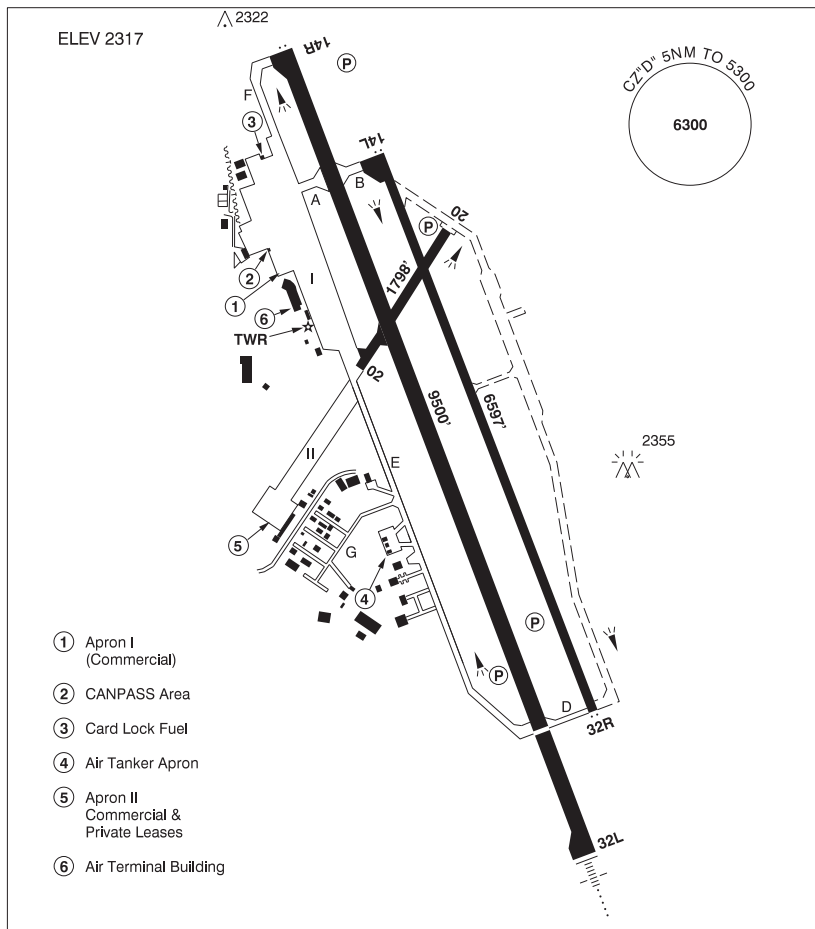 2322
ELEV 2317
14R
P
CZ"D" 5NM TO 5300
6300
F
3
14L
B
A
P
20
2
I
1798'
1
6
TWR
02
9500'
6597'
2355
II
E
5
G
4
P
P
D
32R
32L
1 Apron I
(Commercial)
2 CANPASS Area
3 Card Lock Fuel
4 Air Tanker Apron
5 Apron II
Commercial &
Private Leases
6 Air Terminal Building